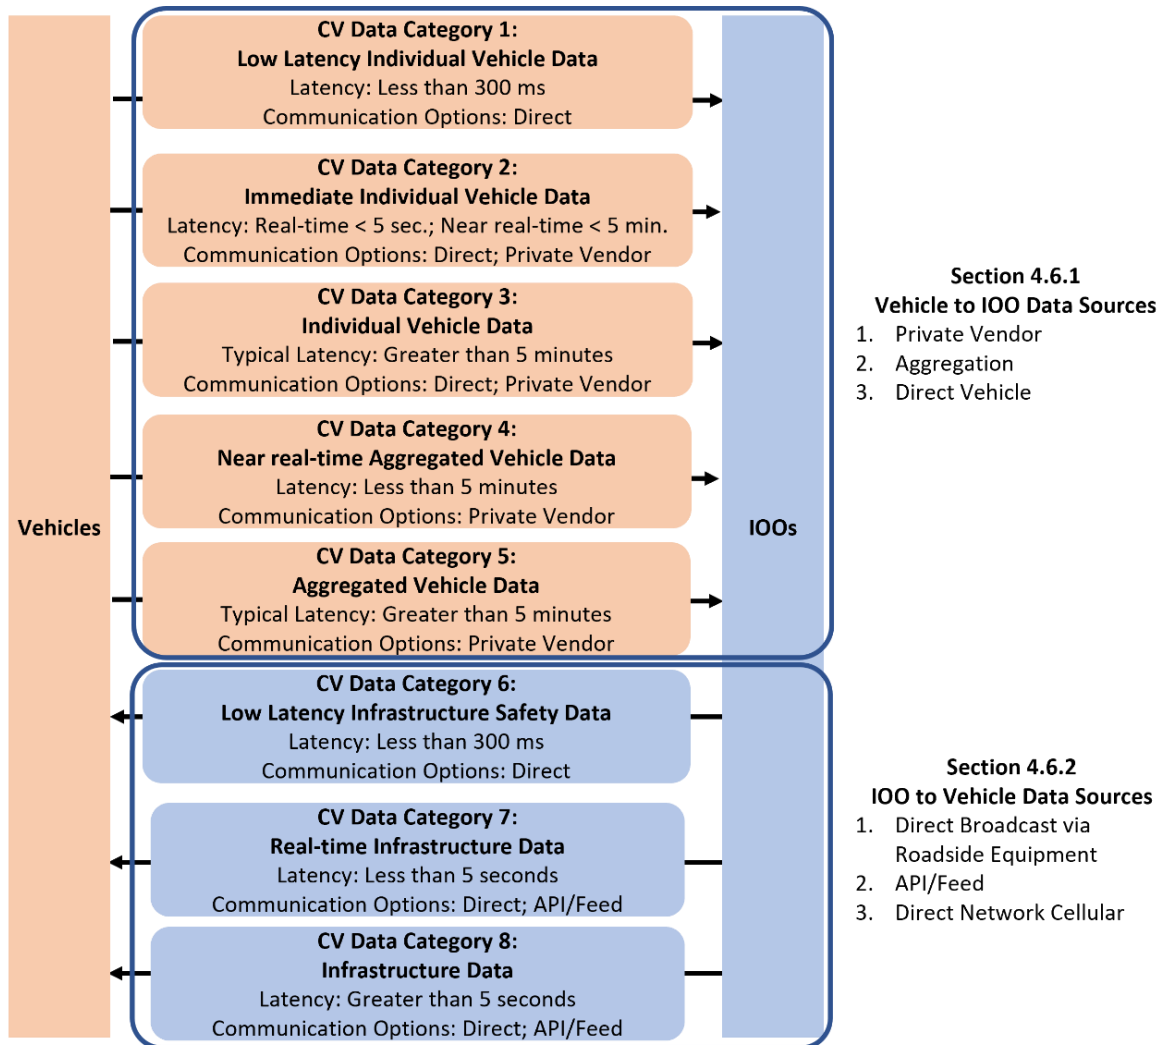 CV Data Category 1:
Low Latency Individual Vehicle Data
Latency: Less than 300 ms
Communication Options: Direct
CV Data Category 2:
Immediate Individual Vehicle Data
Latency: Real-time < 5 sec.; Near real-time < 5 min.
Communication Options: Direct; Private Vendor
CV Data Category 3:
Individual Vehicle Data
Typical Latency: Greater than 5 minutes
Communication Options: Direct; Private Vendor
CV Data Category 4:
Near real-time Aggregated Vehicle Data
Latency: Less than 5 minutes
Communication Options: Private Vendor
Vehicles
IOOs
CV Data Category 5:
Aggregated Vehicle Data
Typical Latency: Greater than 5 minutes
Communication Options: Private Vendor
CV Data Category 6:
Low Latency Infrastructure Safety Data
Latency: Less than 300 ms
Communication Options: Direct
CV Data Category 7:
Real-time Infrastructure Data
Latency: Less than 5 seconds
Communication Options: Direct; API/Feed
CV Data Category 8:
Infrastructure Data
Latency: Greater than 5 seconds
Communication Options: Direct; API/Feed
Section 4.6.1
Vehicle to IOO Data Sources
1. Private Vendor
2. Aggregation
3. Direct Vehicle
Section 4.6.2
IOO to Vehicle Data Sources
1. Direct Broadcast via
Roadside Equipment
2. API/Feed
3. Direct Network Cellular